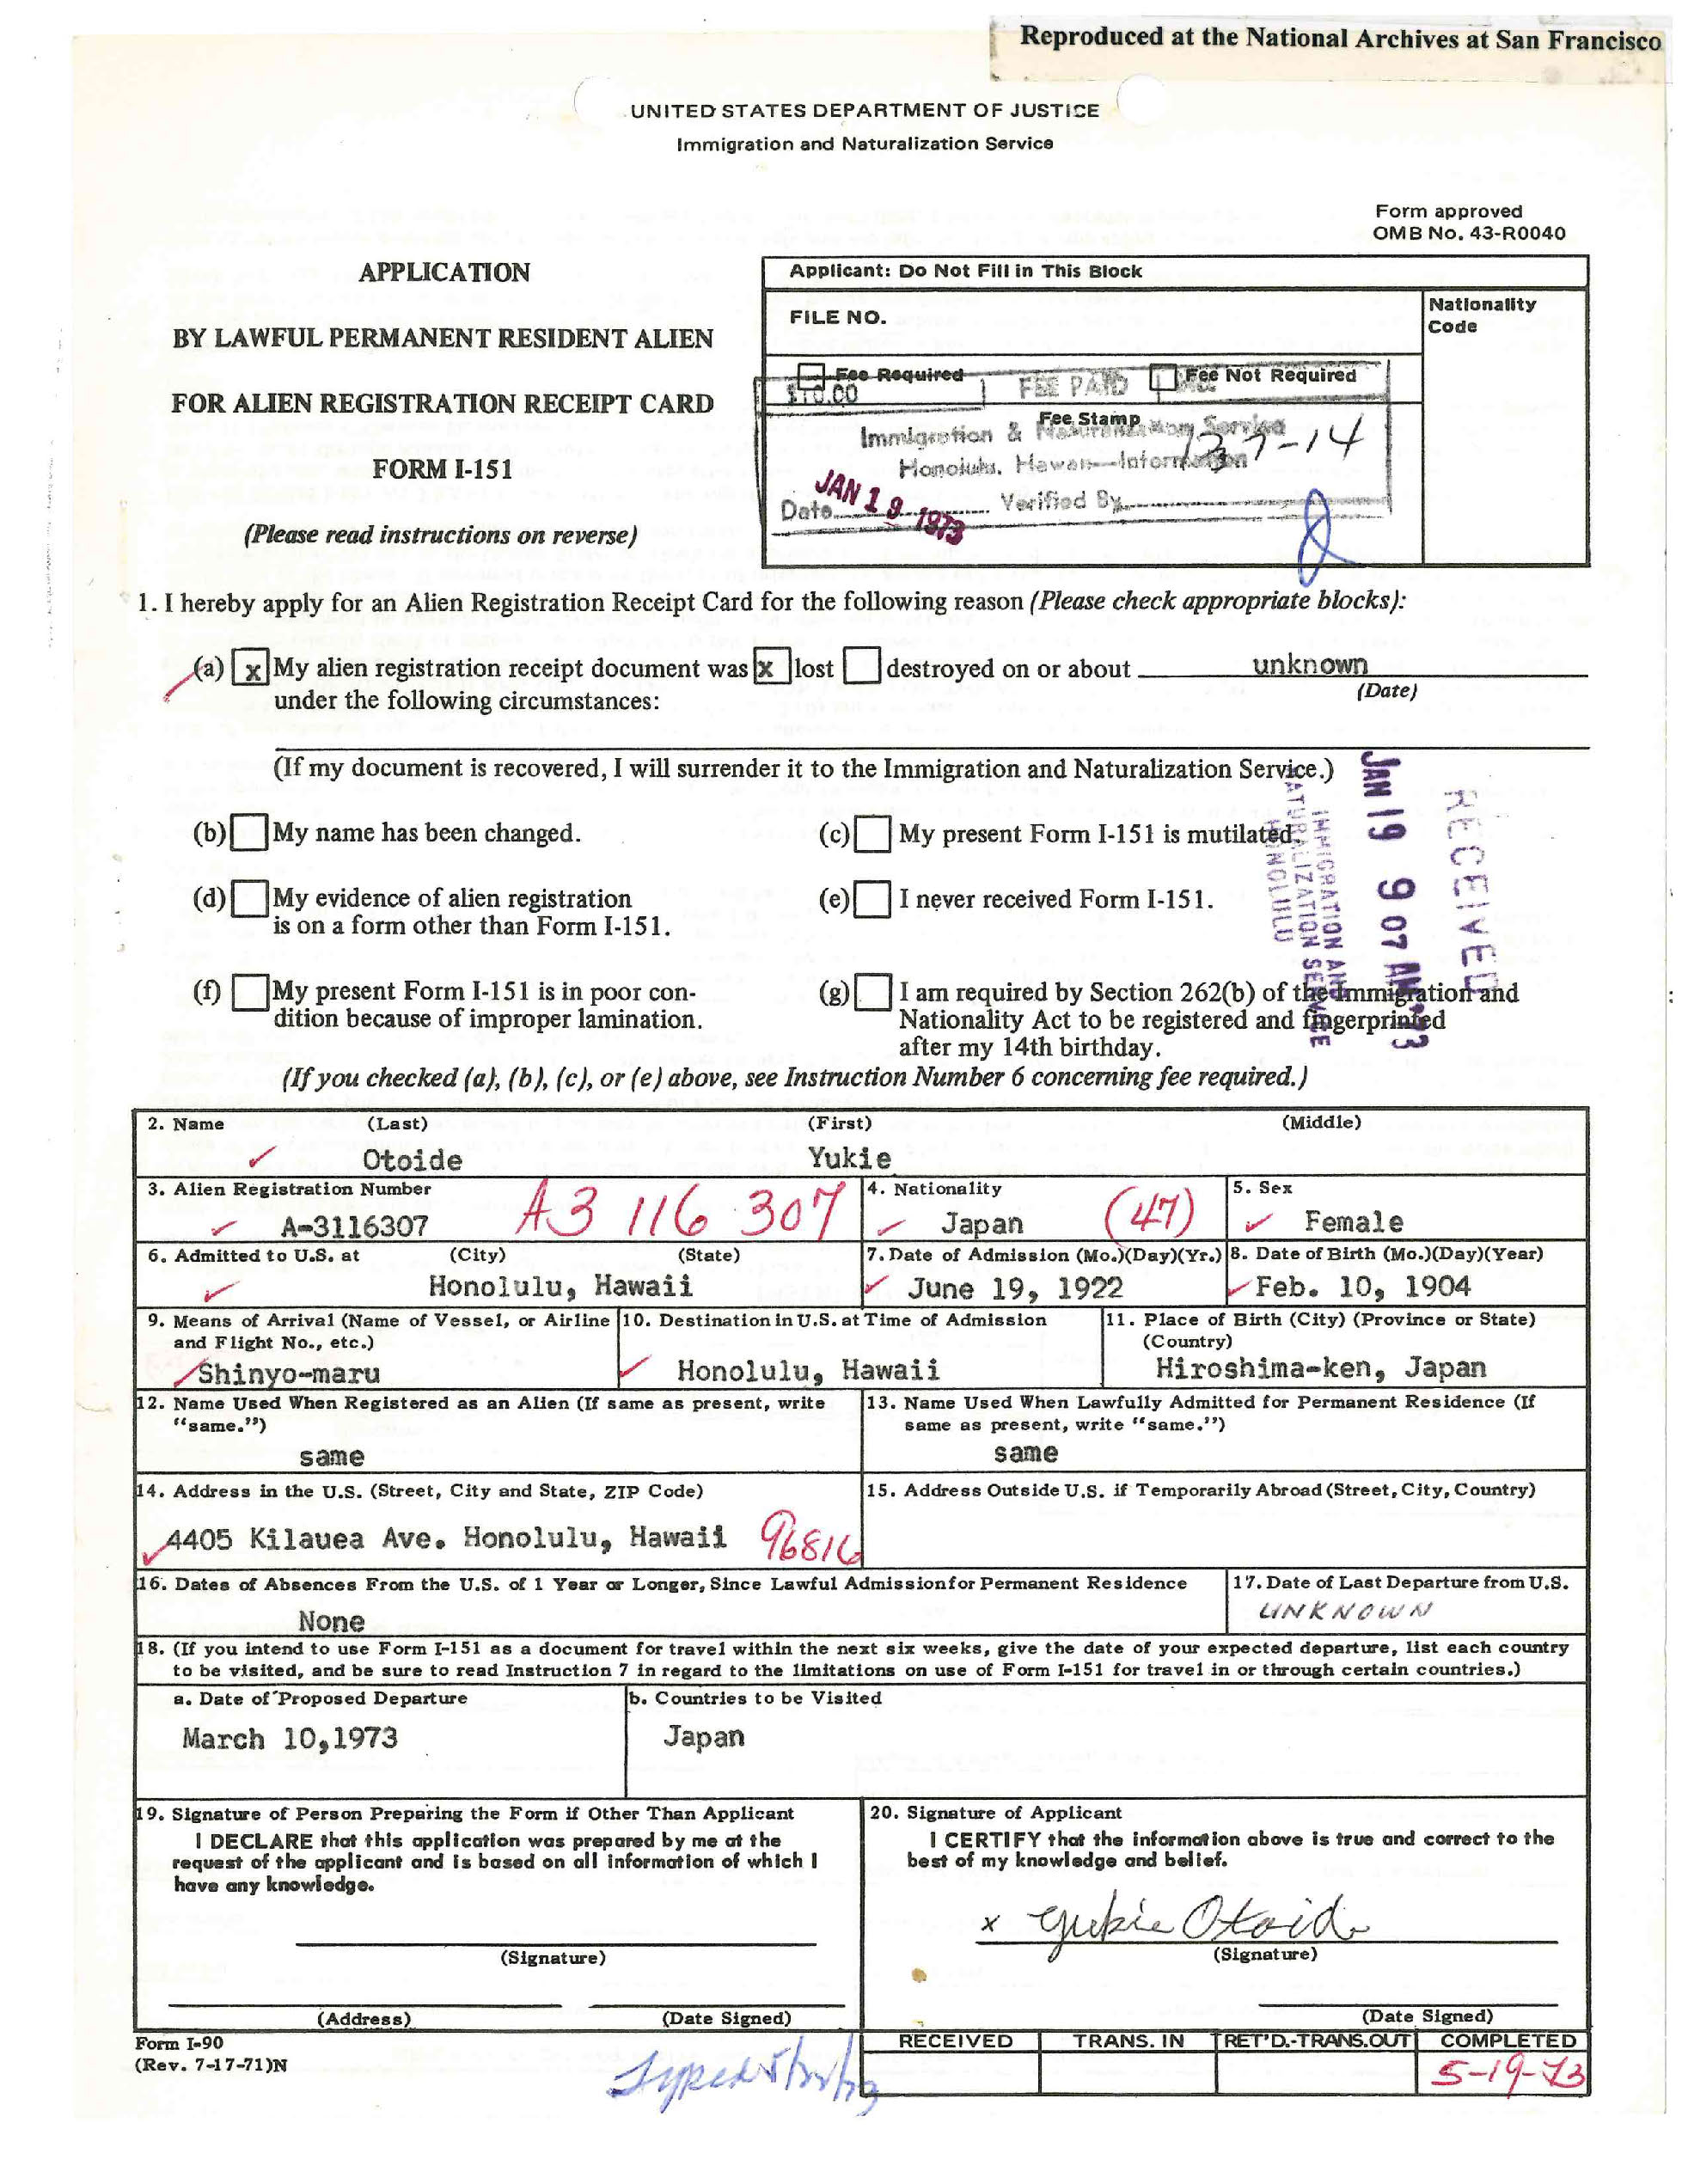 Reproduced at the National Archives at San Francisco
UNITED STATES DEPARTMENT OF JUSTICE
Immigration and Naturalization Service
Form approved
OMB No. 43-R0040
APPLICATION
BY LAWFUL PERMANENT RESIDENT ALIEN
FOR ALIEN REGISTRATION RECEIPT CARD
FORM I-151
(Please read instructions on reverse)
Applicant: Do Not Fill in This Block
FILE NO.
Nationality
Code
Fee Required
Fee Not Required
$10.00 FEE PAID
Fee Stamp
Immigration & Naturalization Service
Honolulu, Hawaii—Information
Date JAN 19 1973 Verified By
1. I hereby apply for an Alien Registration Receipt Card for the following reason (Please check appropriate blocks):
(a) x My alien registration receipt document was x lost destroyed on or about unknown
(Date)
under the following circumstances:
(If my document is recovered, I will surrender it to the Immigration and Naturalization Service.)
RECEIVED
JAN 19 9 07 AM '73
IMMIGRATION AND
NATURALIZATION SERVICE
HONOLULU
(b) My name has been changed.
(c) My present Form I-151 is mutilated.
(d) My evidence of alien registration
is on a form other than Form I-151.
(e) I never received Form I-151.
(f) My present Form I-151 is in poor con-
dition because of improper lamination.
(g) I am required by Section 262(b) of the Immigration and
Nationality Act to be registered and fingerprinted
after my 14th birthday.
(If you checked (a), (b), (c), or (e) above, see Instruction Number 6 concerning fee required.)
2. Name (Last) (First) (Middle)
Otoide Yukie
3. Alien Registration Number
A-3116307 A3 116 307
4. Nationality
Japan (47)
5. Sex
Female
6. Admitted to U.S. at (City) (State)
Honolulu, Hawaii
7. Date of Admission (Mo.)(Day)(Yr.)
June 19, 1922
8. Date of Birth (Mo.)(Day)(Year)
Feb. 10, 1904
9. Means of Arrival (Name of Vessel, or Airline
and Flight No., etc.)
Shinyo-maru
10. Destination in U.S. at Time of Admission
Honolulu, Hawaii
11. Place of Birth (City) (Province or State)
(Country)
Hiroshima-ken, Japan
12. Name Used When Registered as an Alien (If same as present, write
"same.")
same
13. Name Used When Lawfully Admitted for Permanent Residence (If
same as present, write "same.")
same
14. Address in the U.S. (Street, City and State, ZIP Code)
4405 Kilauea Ave. Honolulu, Hawaii 96816
15. Address Outside U.S. if Temporarily Abroad (Street, City, Country)
16. Dates of Absences From the U.S. of 1 Year or Longer, Since Lawful Admission for Permanent Residence
None
17. Date of Last Departure from U.S.
UNKNOWN
18. (If you intend to use Form I-151 as a document for travel within the next six weeks, give the date of your expected departure, list each country
to be visited, and be sure to read Instruction 7 in regard to the limitations on use of Form I-151 for travel in or through certain countries.)
a. Date of Proposed Departure
March 10,1973
b. Countries to be Visited
Japan
19. Signature of Person Preparing the Form if Other Than Applicant
I DECLARE that this application was prepared by me at the
request of the applicant and is based on all information of which I
have any knowledge.
(Signature)
(Address) (Date Signed)
20. Signature of Applicant
I CERTIFY that the information above is true and correct to the
best of my knowledge and belief.
x Yukie Otoide
(Signature)
(Date Signed)
Form I-90
(Rev. 7-17-71)N
Typed
RECEIVED TRANS. IN RET'D.-TRANS.OUT COMPLETED
5-19-73